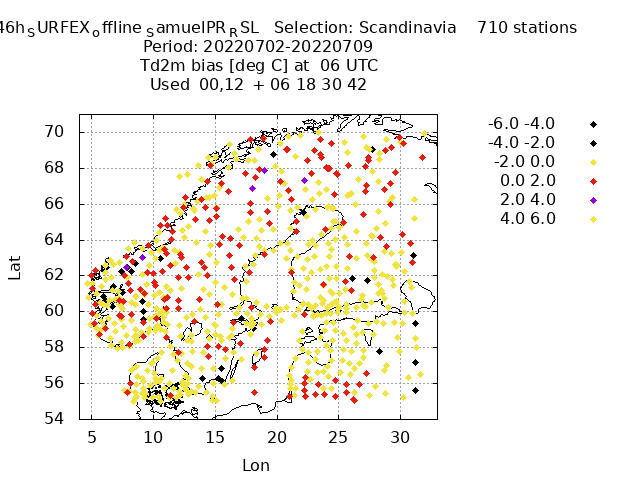 46h_SURFEX_offline_SamuelPR_RSL Selection: Scandinavia 710 stations
Period: 20220702-20220709
Td2m bias [deg C] at 06 UTC
Used 00,12 + 06 18 30 42
-6.0 -4.0
-4.0 -2.0
-2.0 0.0
0.0 2.0
2.0 4.0
4.0 6.0
Lat
70
68
66
64
62
60
58
56
54
5 10 15 20 25 30
Lon